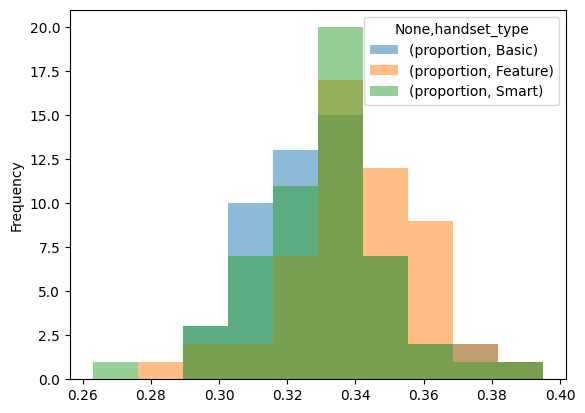 None,handset_type
(proportion, Basic)
(proportion, Feature)
(proportion, Smart)
Frequency
20.0
17.5
15.0
12.5
10.0
7.5
5.0
2.5
0.0
0.26 0.28 0.30 0.32 0.34 0.36 0.38 0.40